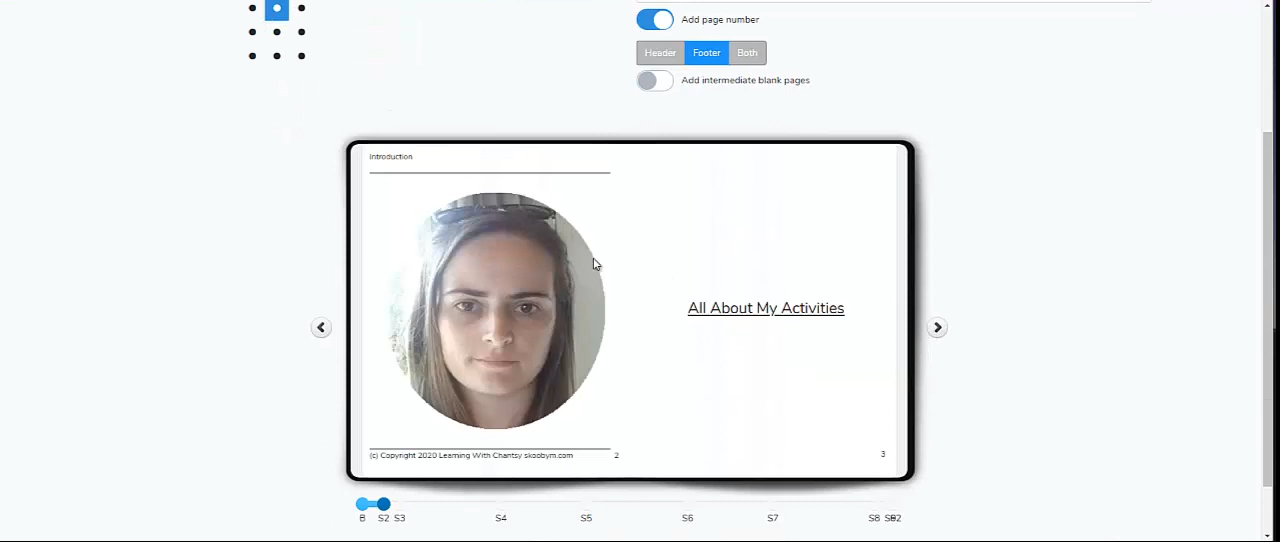 Add page number
Header Footer Both
Add intermediate blank pages
Introduction
All About My Activities
(c) Copyright 2020 Learning With Chantsy skoobym.com 2
3
B S2 S3 S4 S5 S6 S7 S8